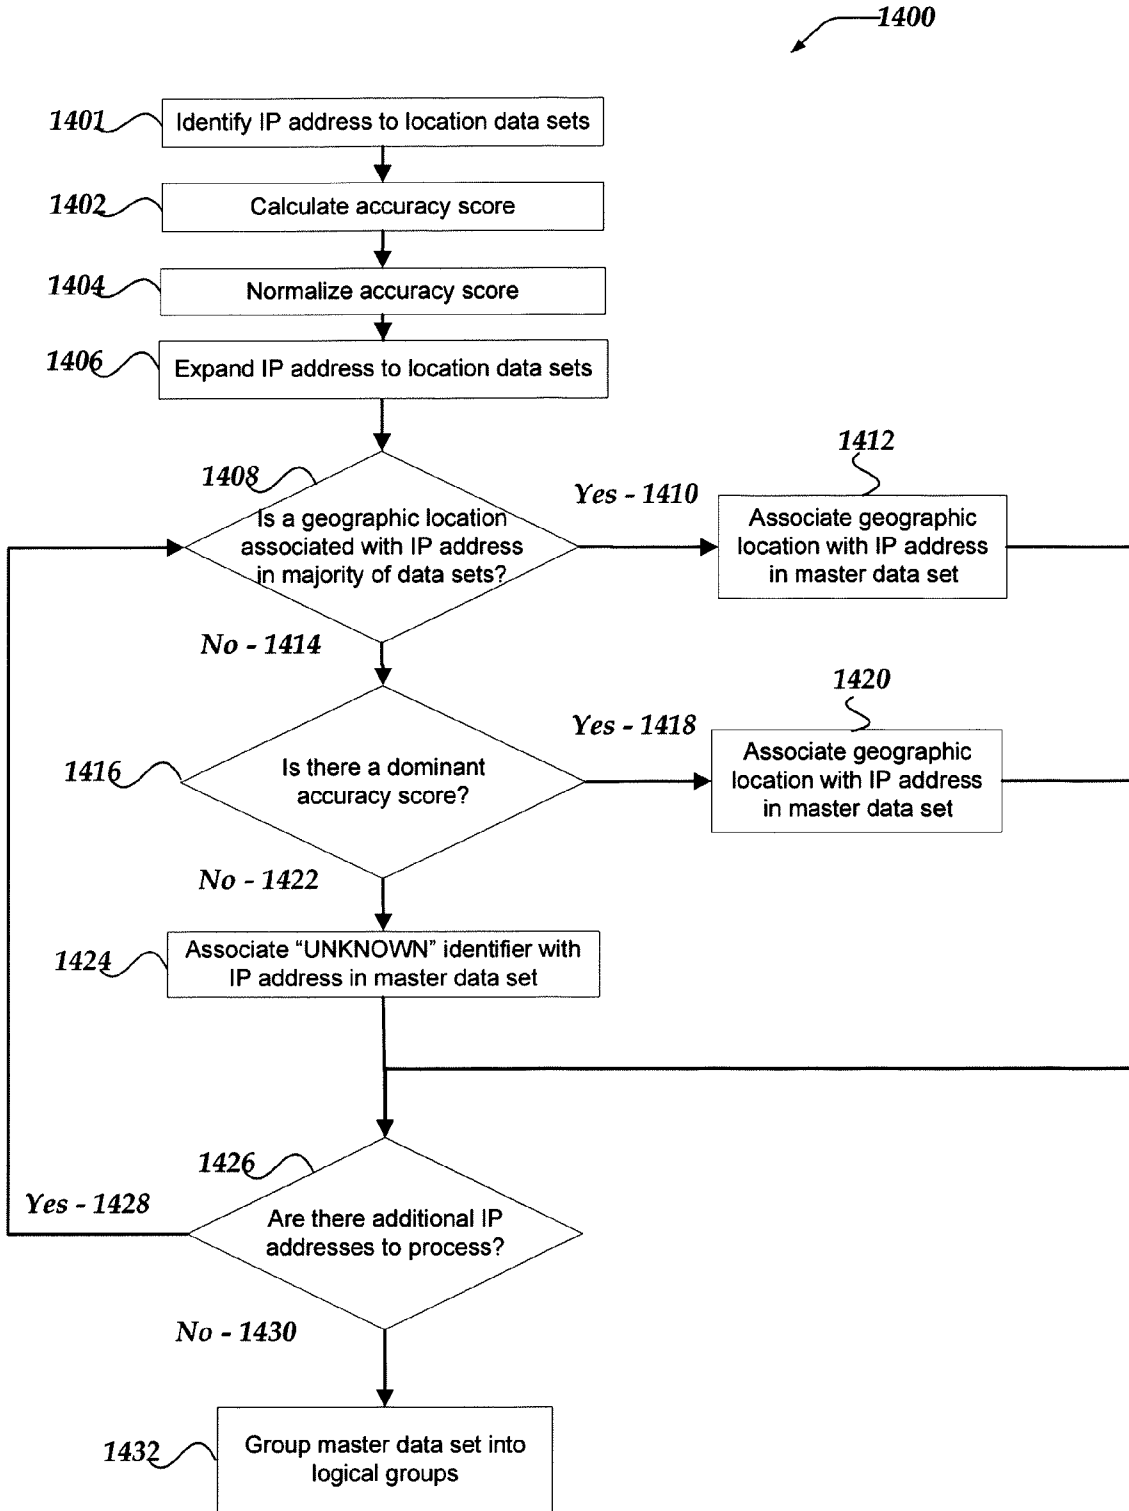 1400
1401
Identify IP address to location data sets
1402
Calculate accuracy score
1404
Normalize accuracy score
1406
Expand IP address to location data sets
1408
Is a geographic location
associated with IP address
in majority of data sets?
Yes - 1410
1412
Associate geographic
location with IP address
in master data set
No - 1414
1416
Is there a dominant
accuracy score?
Yes - 1418
1420
Associate geographic
location with IP address
in master data set
No - 1422
1424
Associate “UNKNOWN” identifier with
IP address in master data set
1426
Yes - 1428
Are there additional IP
addresses to process?
No - 1430
1432
Group master data set into
logical groups